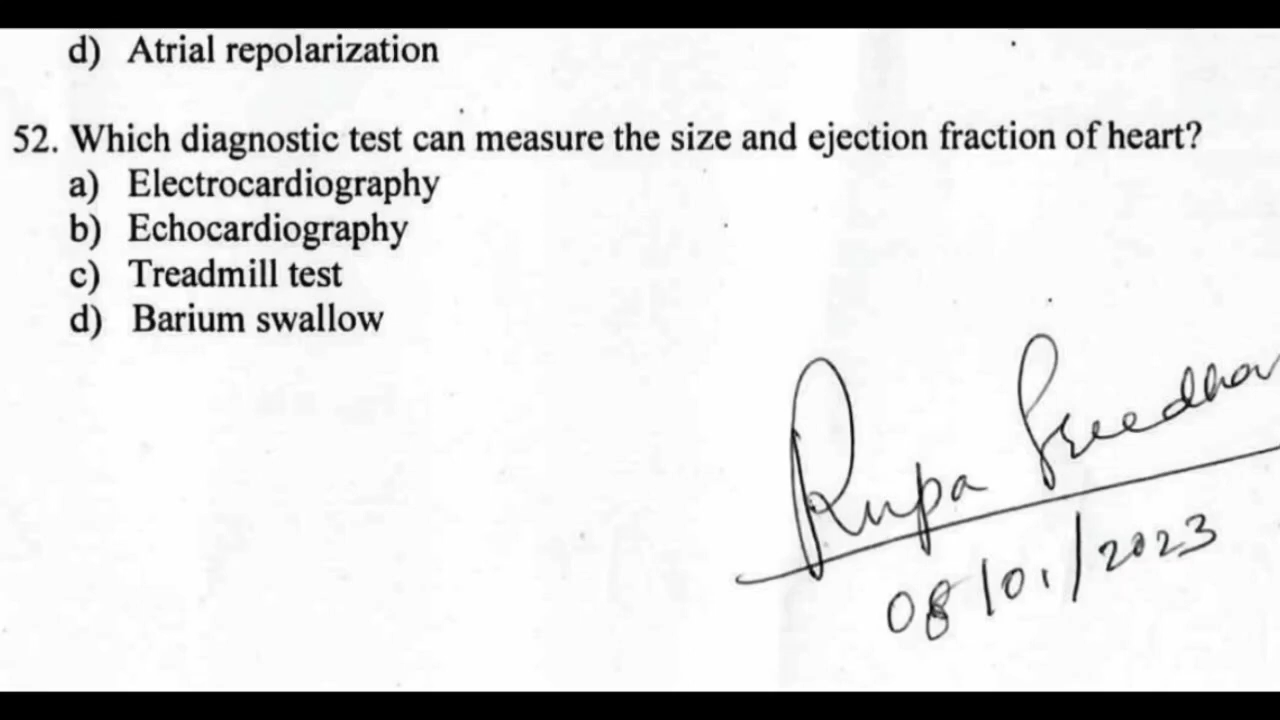 d) Atrial repolarization
52. Which diagnostic test can measure the size and ejection fraction of heart?
a) Electrocardiography
b) Echocardiography
c) Treadmill test
d) Barium swallow
Rupa
08/01/2023